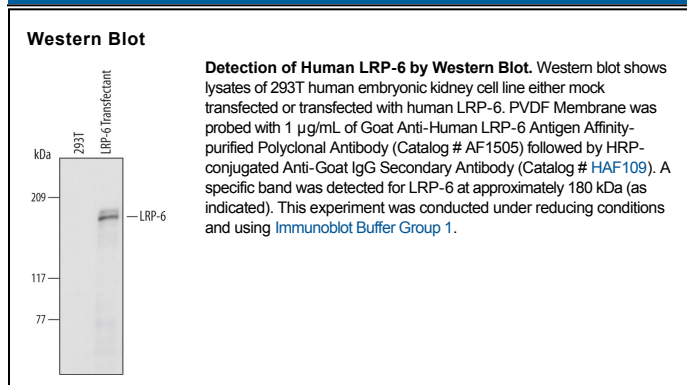 Western Blot
kDa
293T
LRP-6 Transfectant
209
LRP-6
117
77
Detection of Human LRP-6 by Western Blot. Western blot shows
lysates of 293T human embryonic kidney cell line either mock
transfected or transfected with human LRP-6. PVDF Membrane was
probed with 1 µg/mL of Goat Anti-Human LRP-6 Antigen Affinity-
purified Polyclonal Antibody (Catalog # AF1505) followed by HRP-
conjugated Anti-Goat IgG Secondary Antibody (Catalog # HAF109). A
specific band was detected for LRP-6 at approximately 180 kDa (as
indicated). This experiment was conducted under reducing conditions
and using Immunoblot Buffer Group 1.